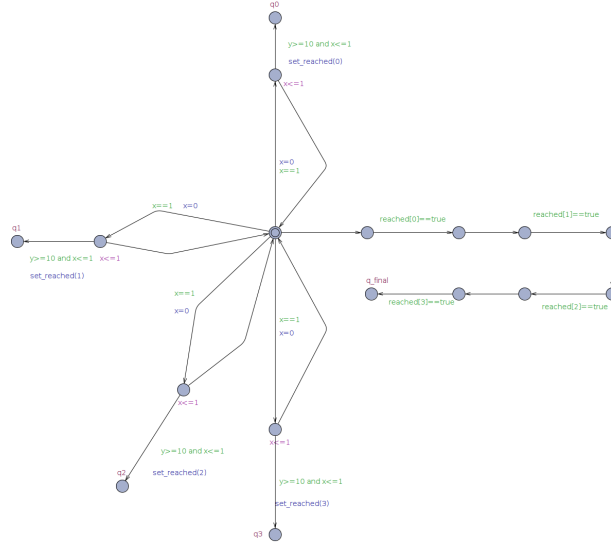 q0
y>=10 and x<=1
set_reached(0)
x<=1
x=0
x==1
x==1 x=0
reached[0]==true
reached[1]==true
q1
y>=10 and x<=1 x<=1
set_reached(1)
q_final
reached[3]==true
reached[2]==true
x==1
x=0
x==1
x=0
x<=1
x<=1
y>=10 and x<=1
q2
set_reached(2)
y>=10 and x<=1
set_reached(3)
q3